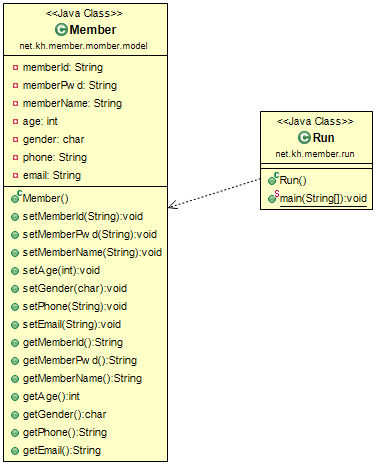 <<Java Class>>
Member
net.kh.member.momber.model
memberId: String
memberPwd: String
memberName: String
age: int
gender: char
phone: String
email: String
Member()
setMemberId(String):void
setMemberPwd(String):void
setMemberName(String):void
setAge(int):void
setGender(char):void
setPhone(String):void
setEmail(String):void
getMemberId():String
getMemberPwd():String
getMemberName():String
getAge():int
getGender():char
getPhone():String
getEmail():String
<<Java Class>>
Run
net.kh.member.run
Run()
main(String[]):void